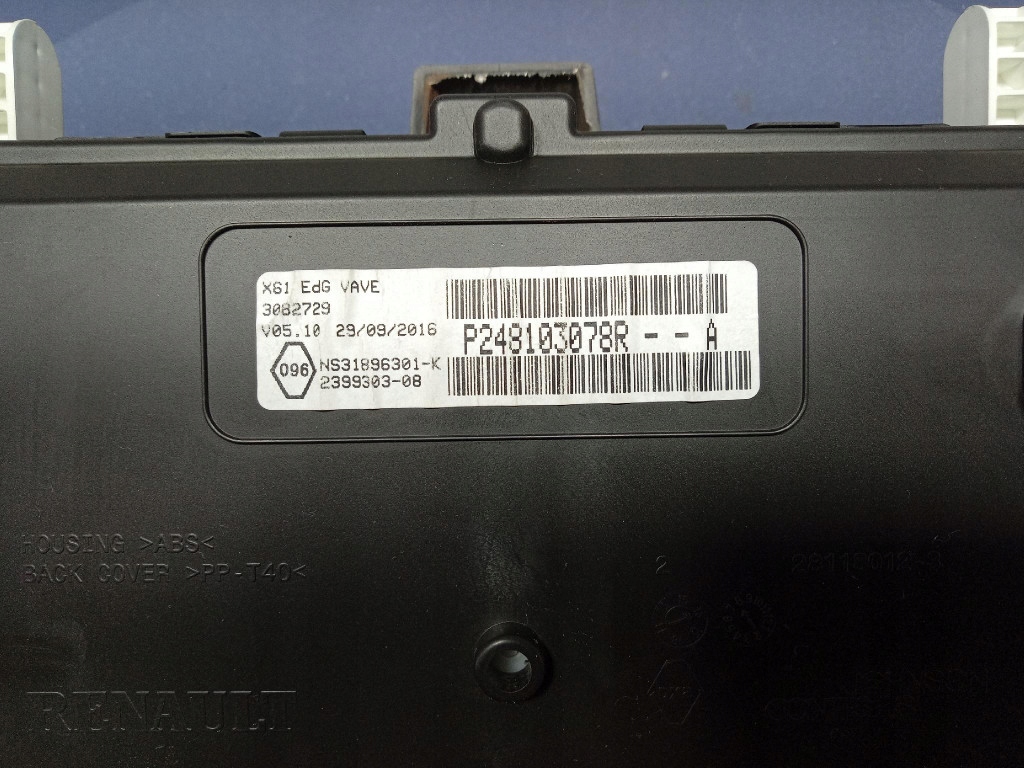 X61 EdG VAVE
3082729
V05.10 29/09/2016
096
NS31896301-K
2399303-08
P248103078R - - A
HOUSING >ABS<
BACK COVER >PP-T40<
2
RENAULT